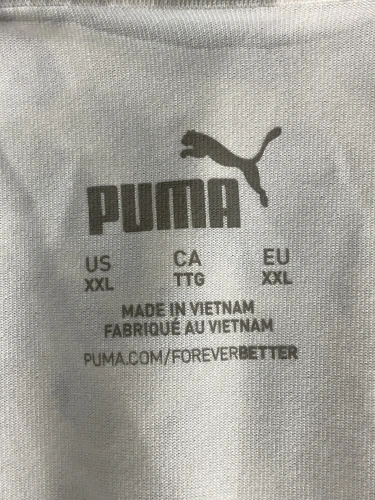 PUMA
US CA EU
XXL TTG XXL
MADE IN VIETNAM
FABRIQUÉ AU VIETNAM
PUMA.COM/FOREVERBETTER